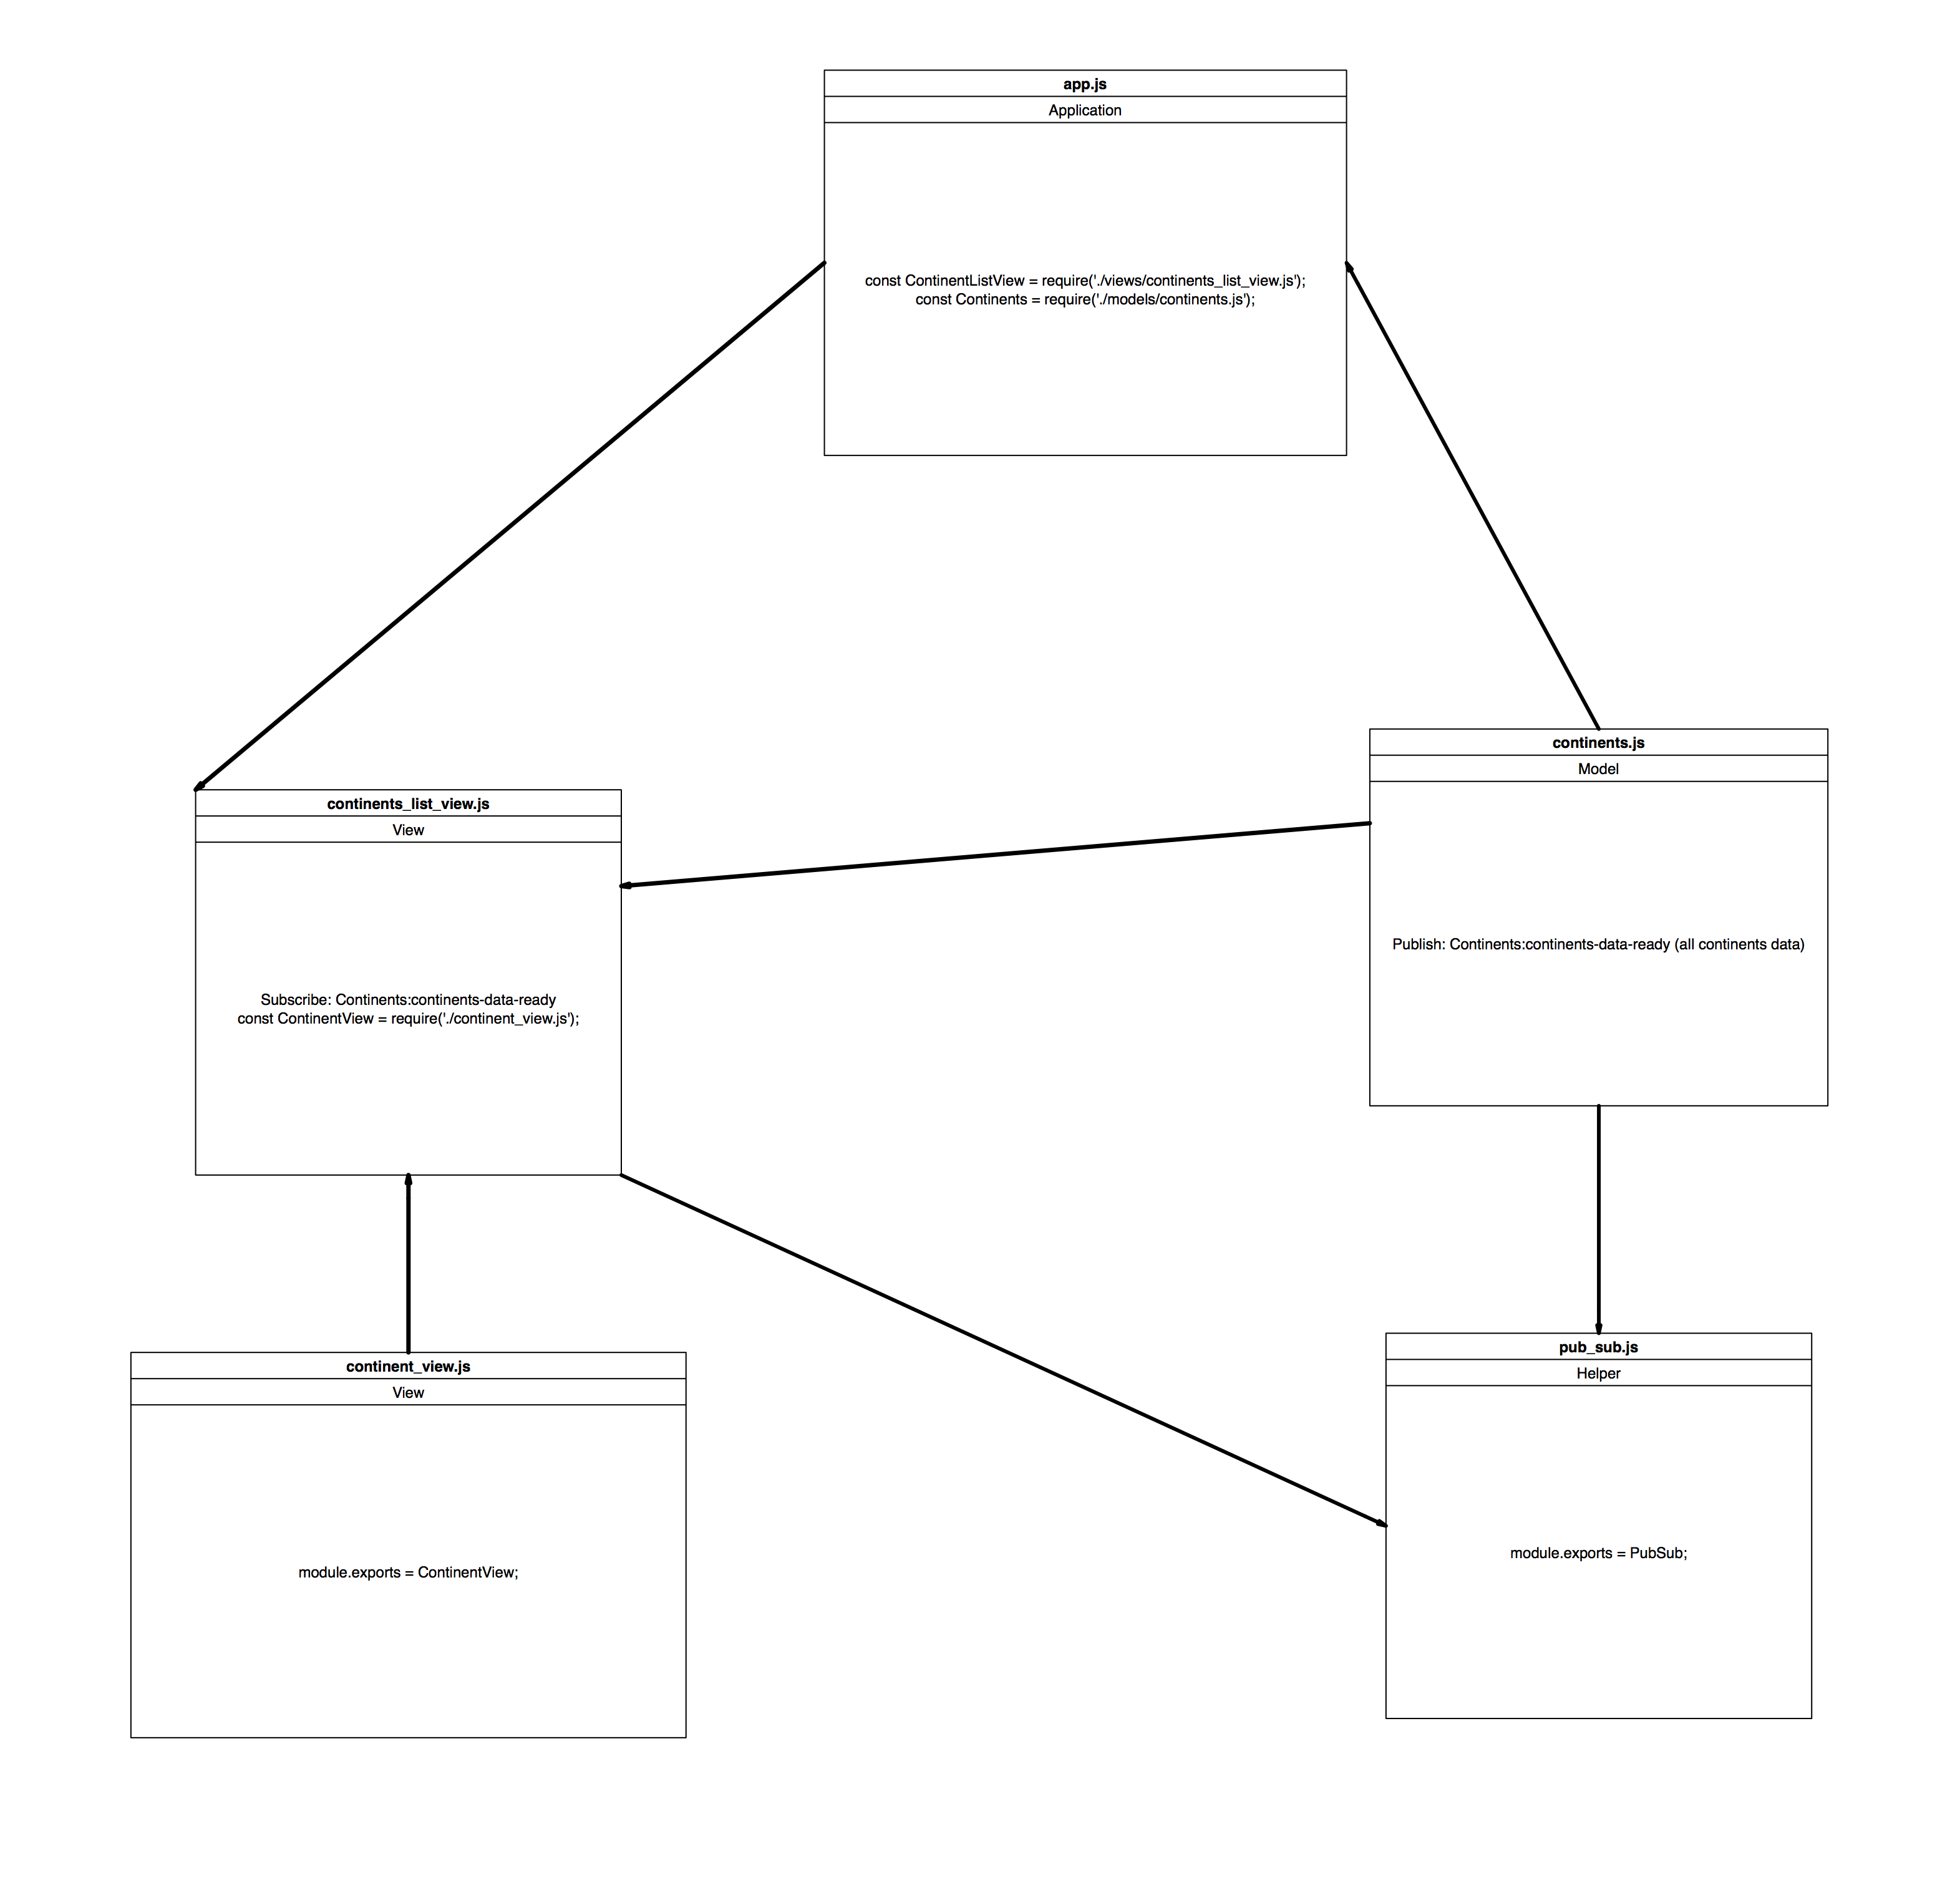 app.js
Application
const ContinentListView = require('./views/continents_list_view.js');
const Continents = require('./models/continents.js');
continents.js
Model
Publish: Continents:continents-data-ready (all continents data)
continents_list_view.js
View
Subscribe: Continents:continents-data-ready
const ContinentView = require('./continent_view.js');
continent_view.js
View
module.exports = ContinentView;
pub_sub.js
Helper
module.exports = PubSub;